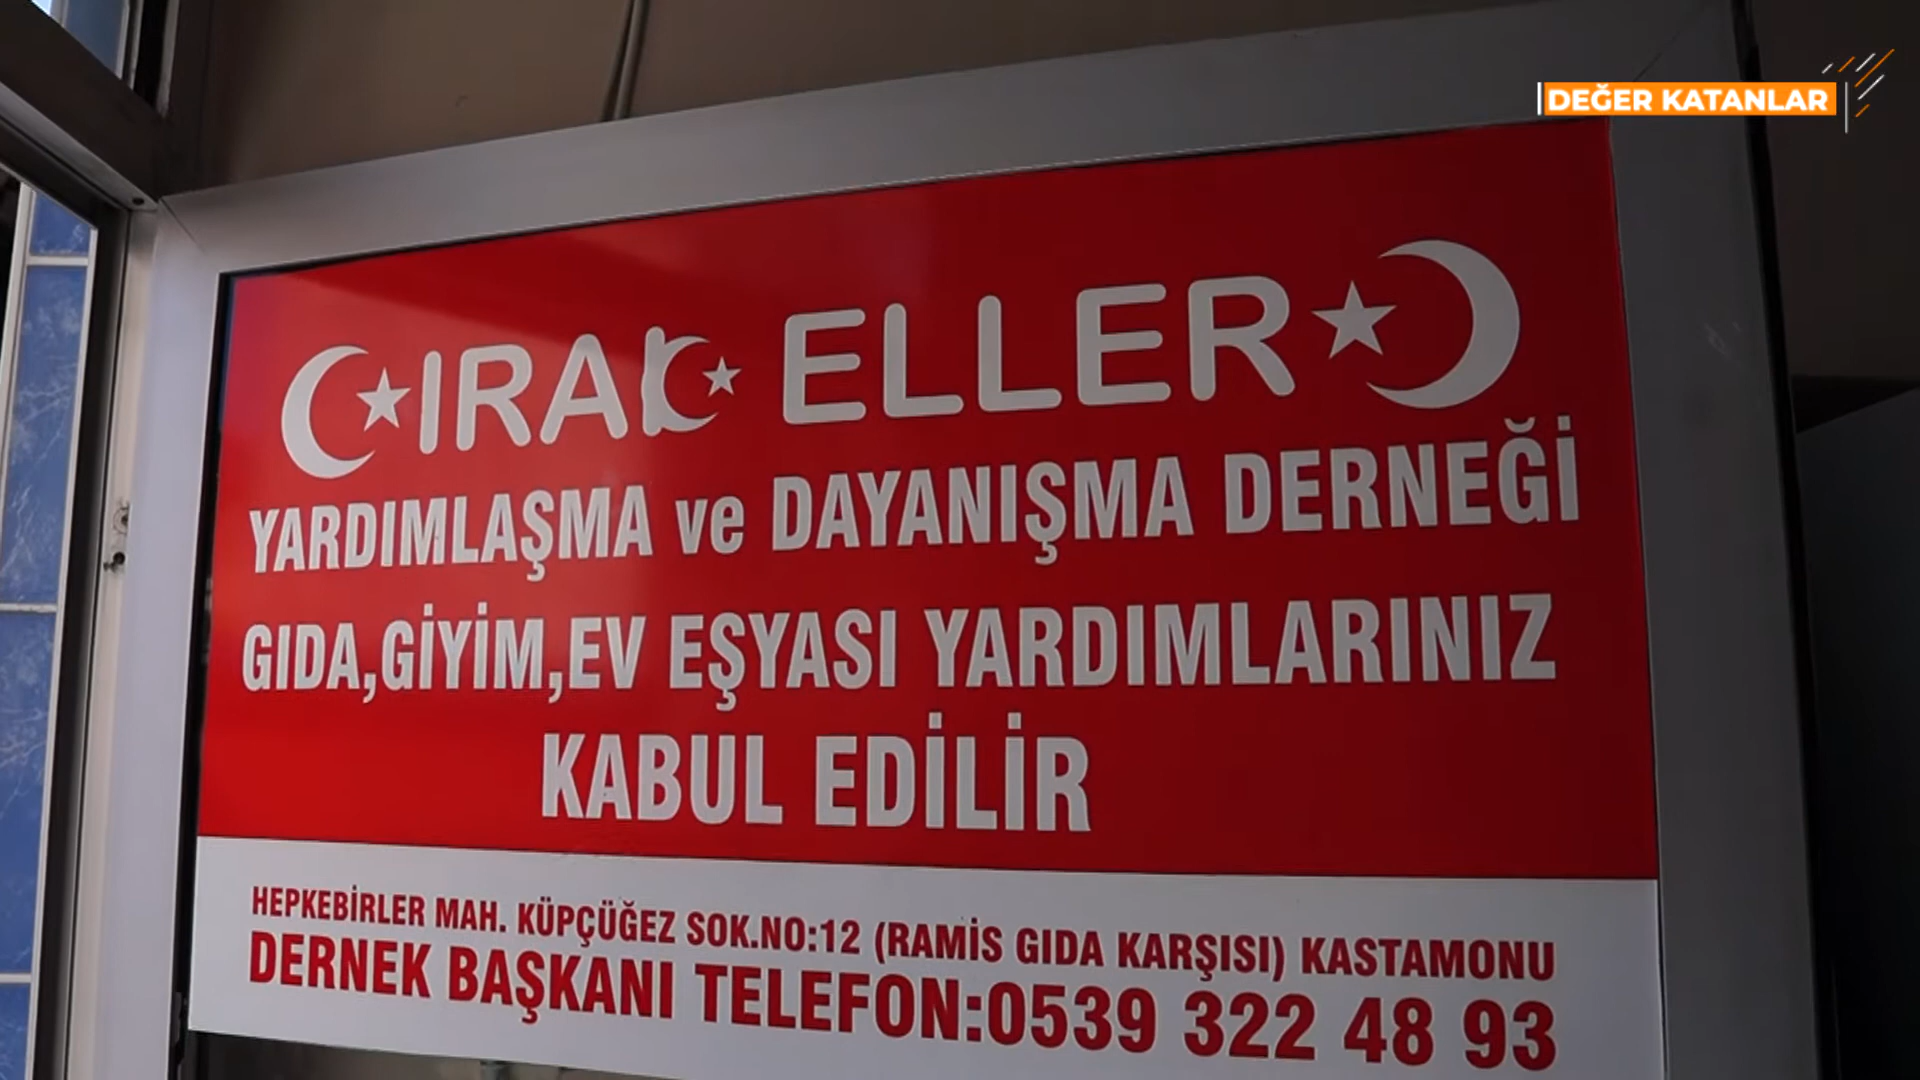 DEĞER KATANLAR
ÇIRAK ELLER
YARDIMLAŞMA ve DAYANIŞMA DERNEĞİ
GIDA,GİYİM,EV EŞYASI YARDIMLARINIZ
KABUL EDİLİR
HEPKEBİRLER MAH. KÜPÇÜĞEZ SOK.NO:12 (RAMİS GIDA KARŞISI) KASTAMONU
DERNEK BAŞKANI TELEFON:0539 322 48 93